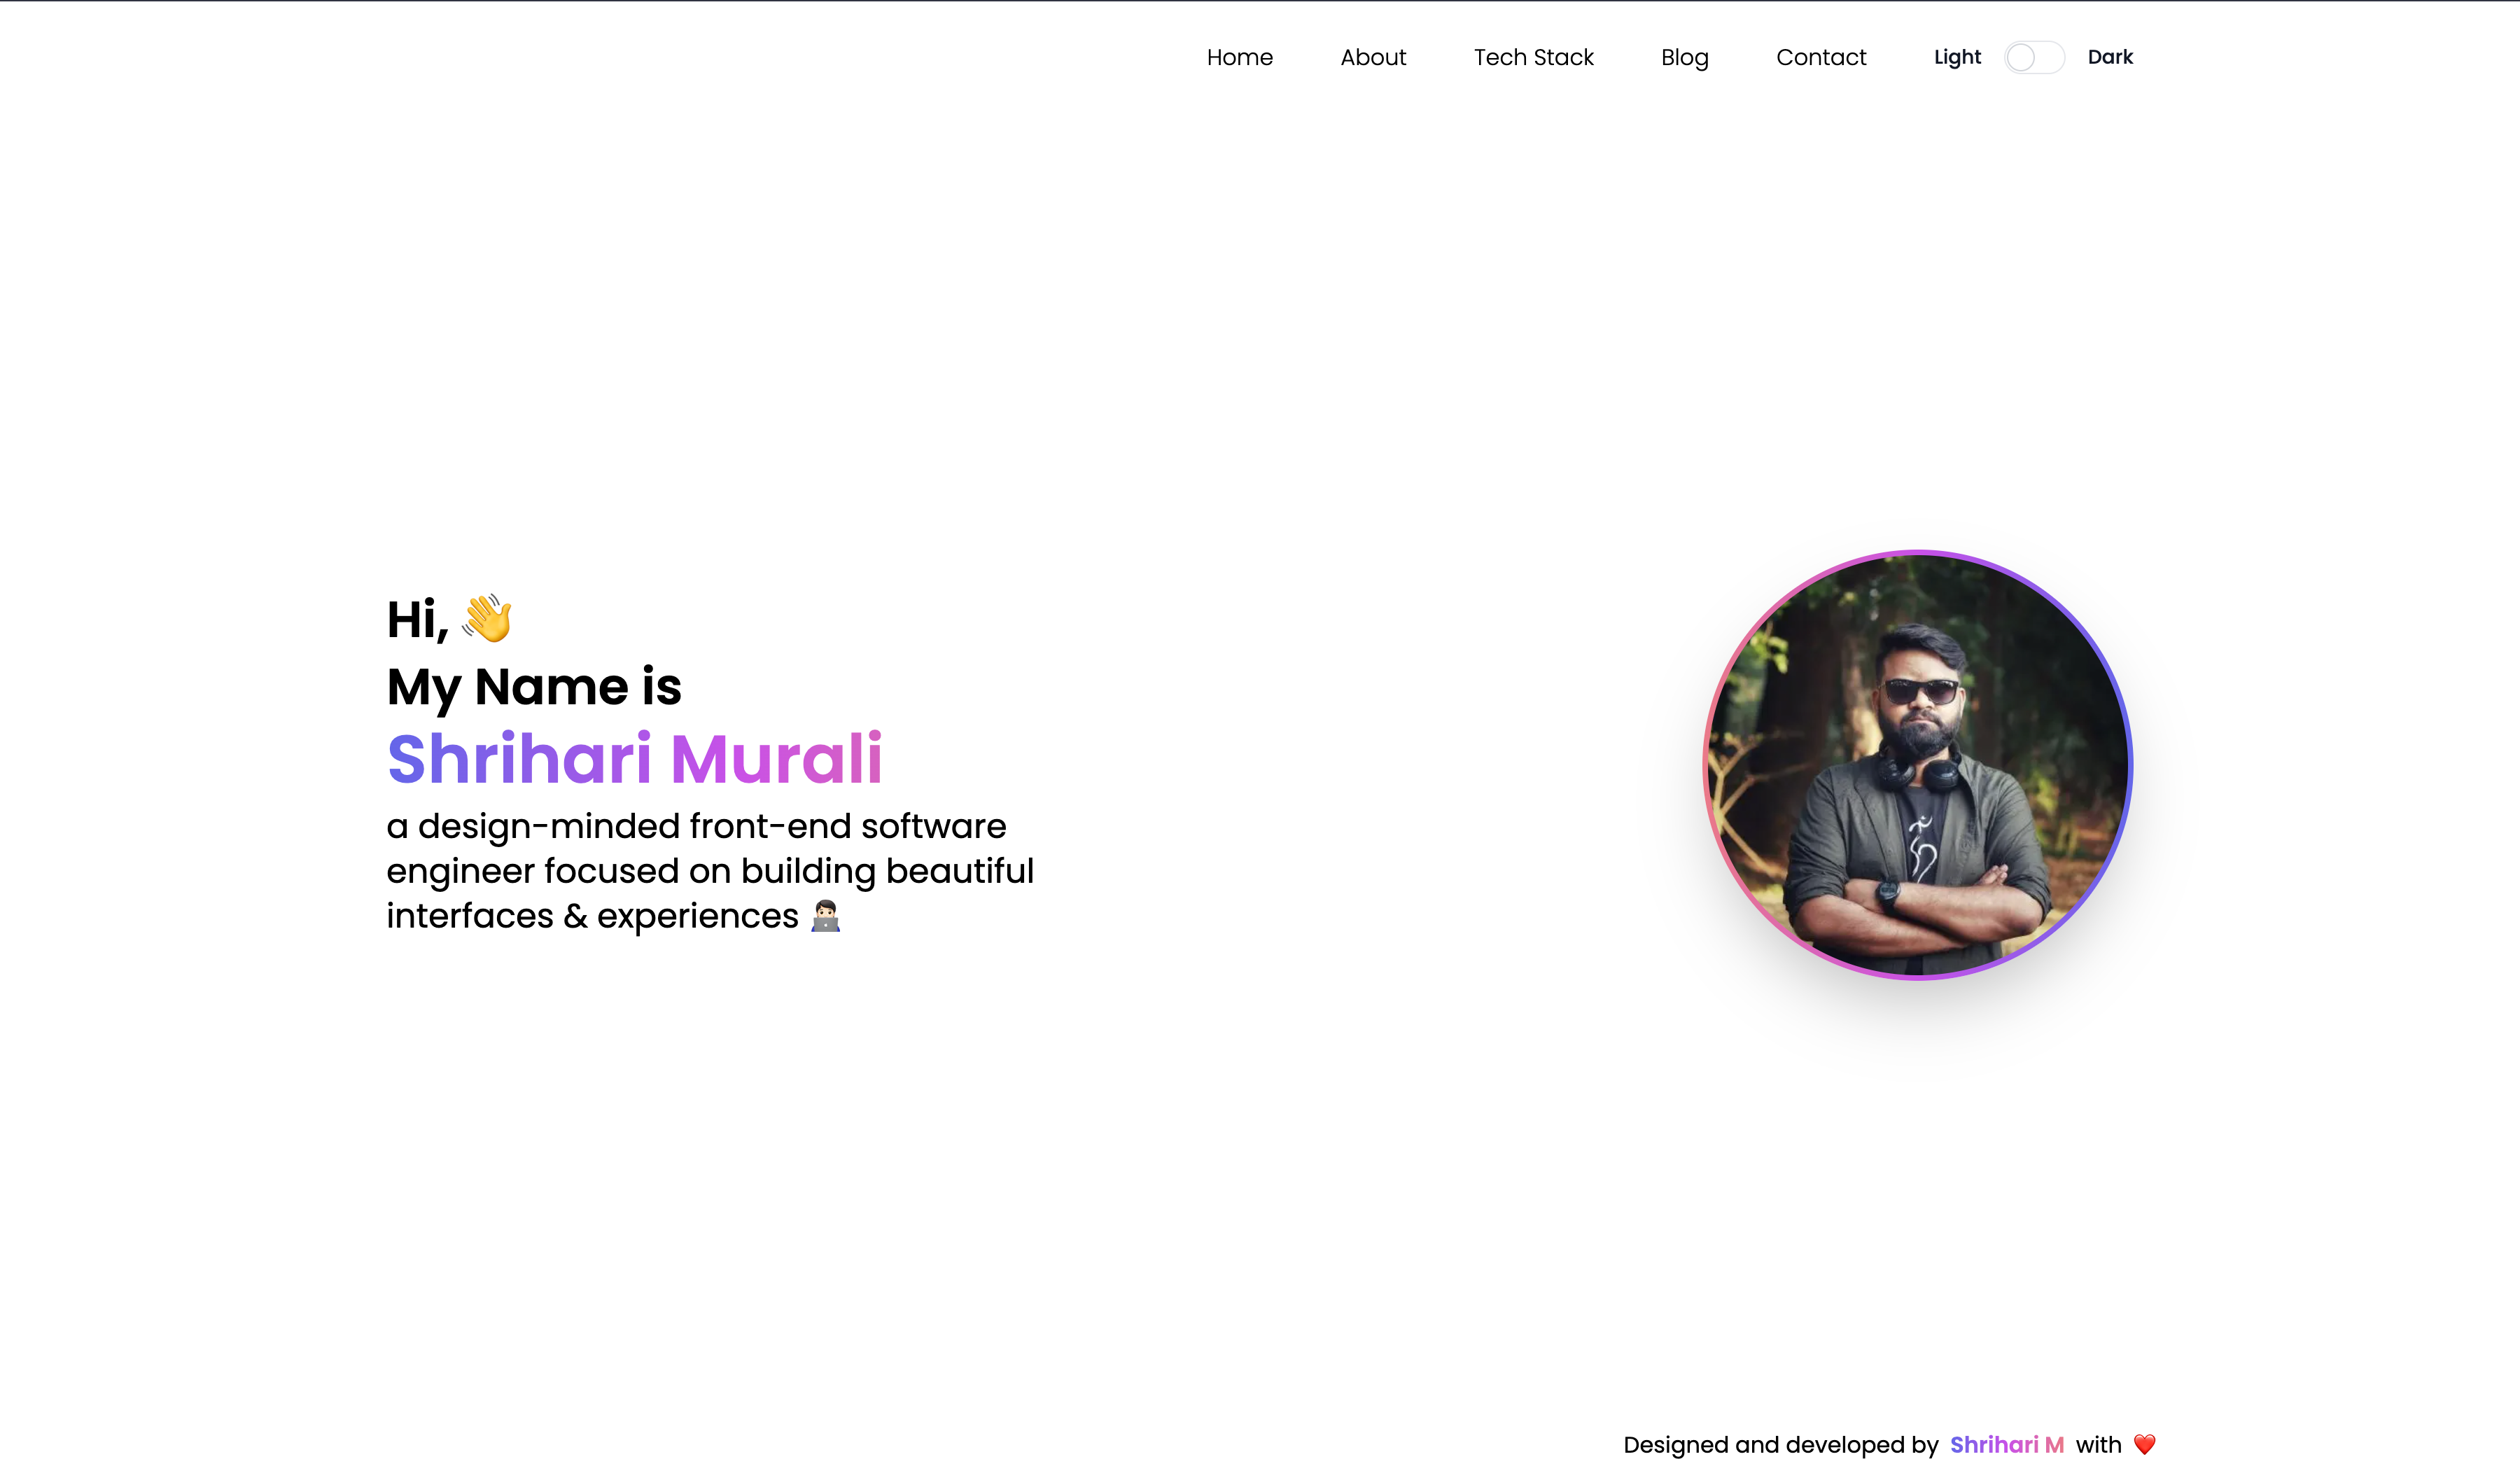 Home About Tech Stack Blog Contact Light Dark
Hi, 👋
My Name is
Shrihari Murali
a design-minded front-end software
engineer focused on building beautiful
interfaces & experiences 👨🏻‍💻
Designed and developed by Shrihari M with ❤️